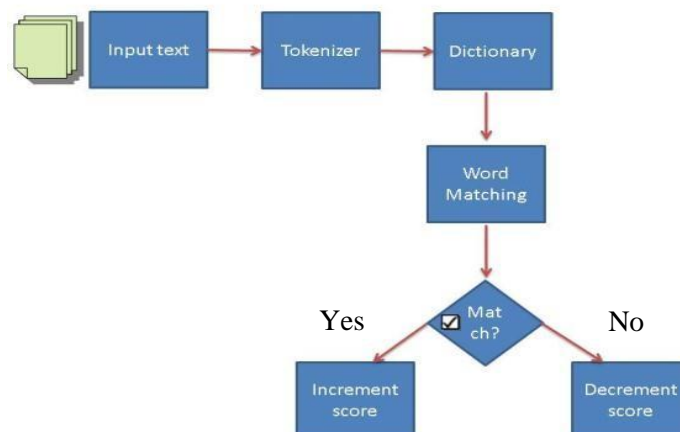 Input text
Tokenizer
Dictionary
Word
Matching
Mat
ch?
Yes
No
Increment
score
Decrement
score